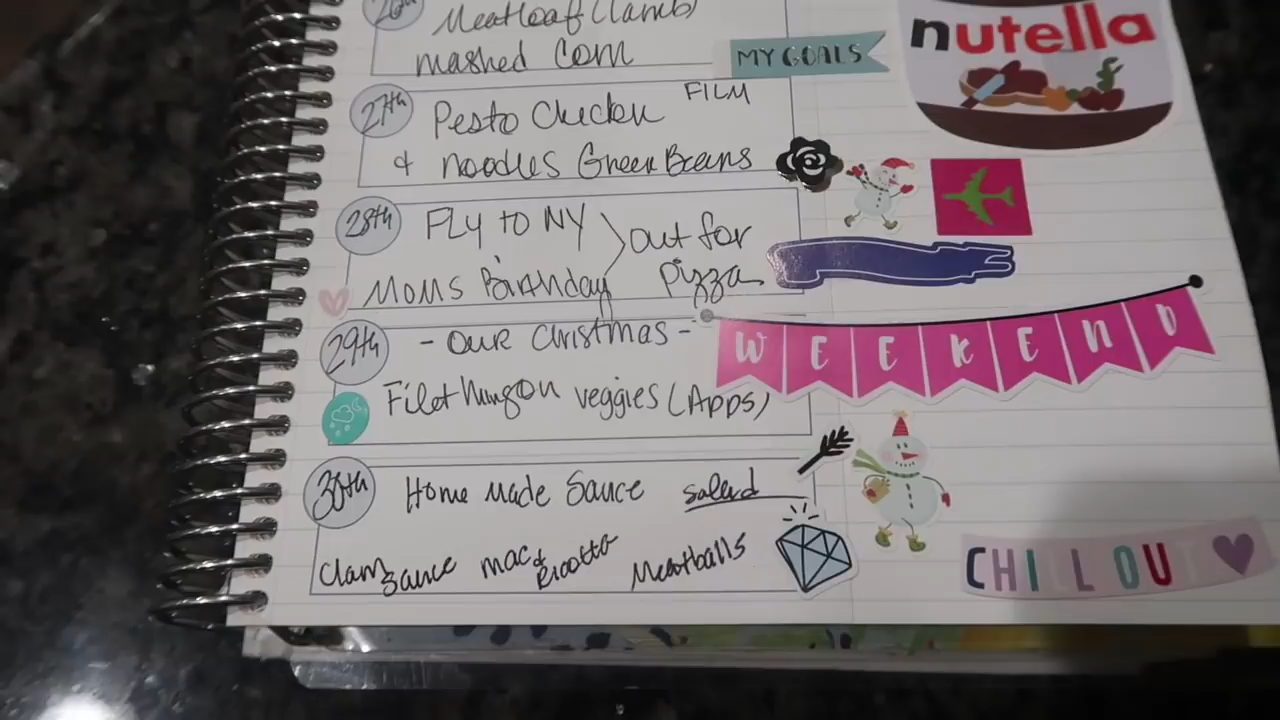 26th
Meatloaf (lamb)
mashed corn
MY GOALS
nutella
27th
Pesto Chicken FILM
& noodles Green Beans
28th
FLY TO NY out for
Moms Birthday pizza
29th
- OUR Christmas -
Filet Mingon veggies (Apps)
WEEKEND
30th
Home Made Sauce salad
Clam sauce mac & Ricotta Meatballs
CHILL OUT